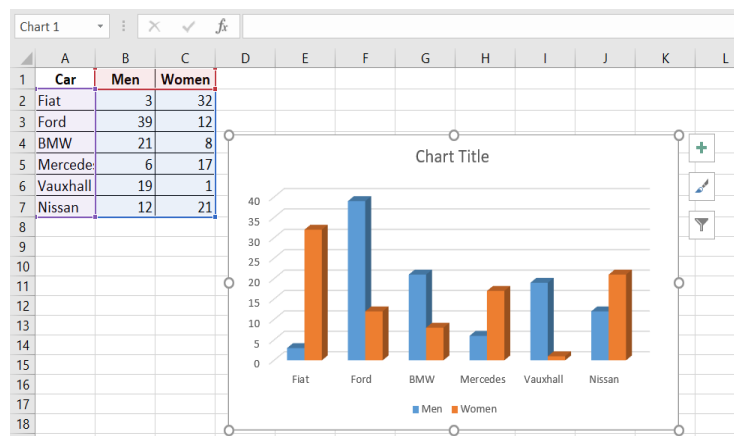 Chart 1 fx
A B C D E F G H I J K L
1 Car Men Women
2 Fiat 3 32
3 Ford 39 12
4 BMW 21 8
5 Mercedes 6 17
6 Vauxhall 19 1
7 Nissan 12 21
8
9
10
11
12
13
14
15
16
17
18
Chart Title
40
35
30
25
20
15
10
5
0
Fiat Ford BMW Mercedes Vauxhall Nissan
Men Women